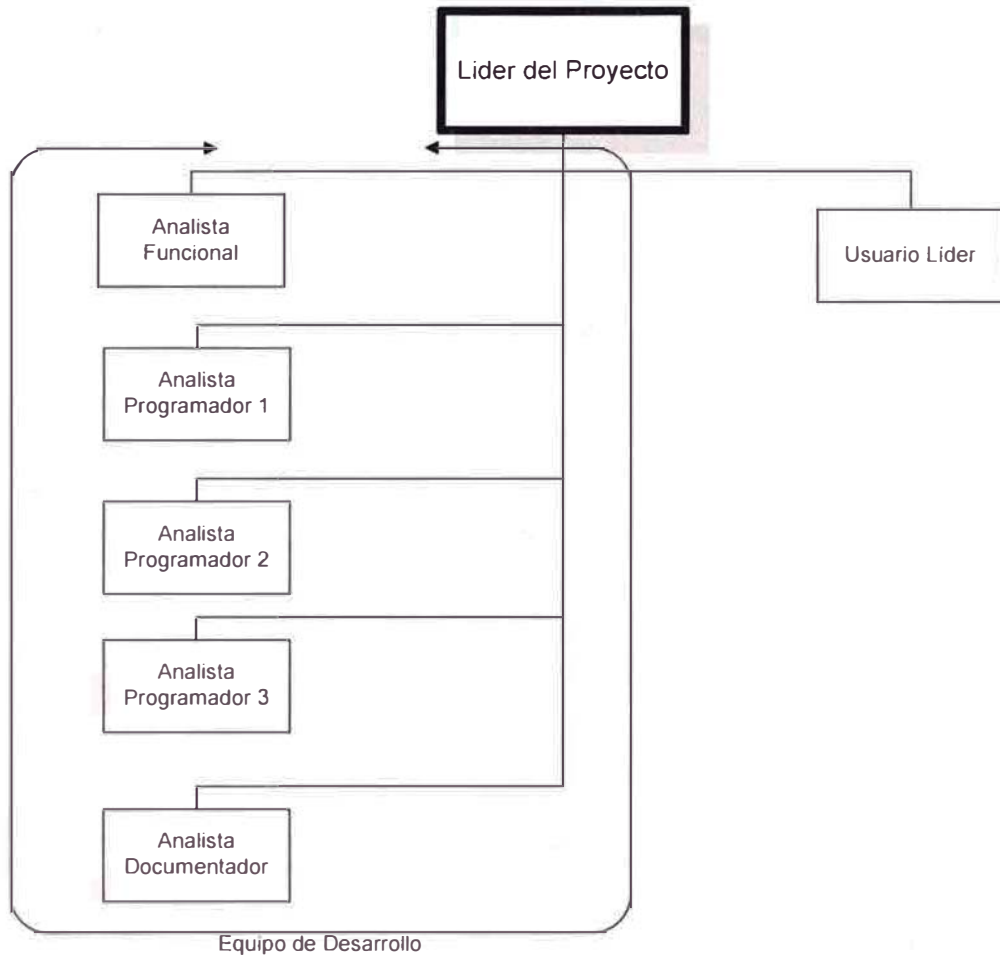 Lider del Proyecto
Analista
Funcional
Usuario Lider
Analista
Programador 1
Analista
Programador 2
Analista
Programador 3
Analista
Documentador
Equipo de Desarrollo